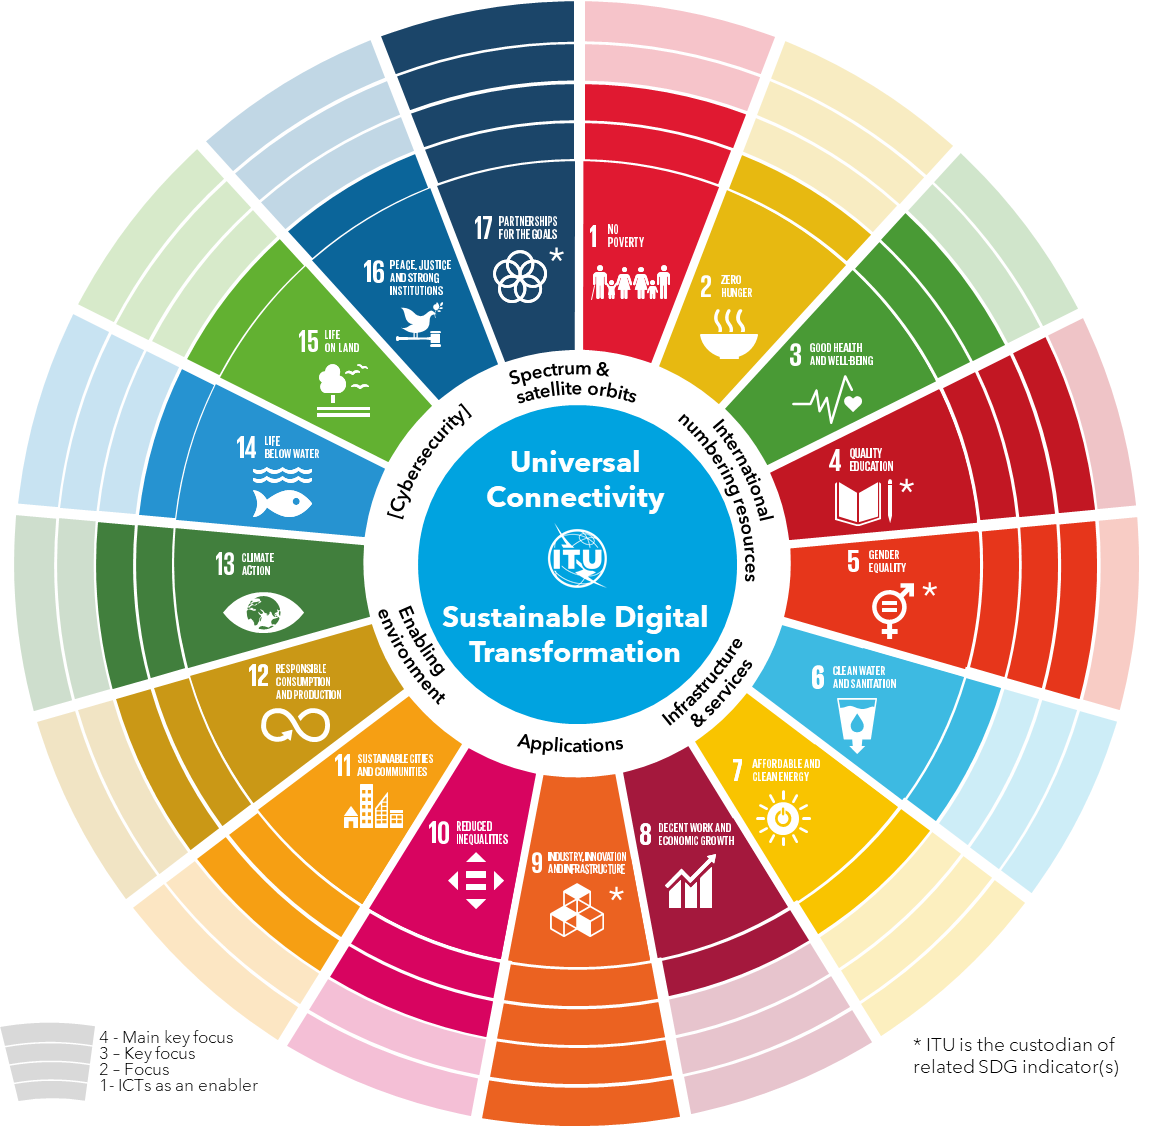 17 PARTNERSHIPS
FOR THE GOALS
*
1 NO
POVERTY
2 ZERO
HUNGER
3 GOOD HEALTH
AND WELL-BEING
4 QUALITY
EDUCATION
*
5 GENDER
EQUALITY
*
6 CLEAN WATER
AND SANITATION
7 AFFORDABLE AND
CLEAN ENERGY
8 DECENT WORK AND
ECONOMIC GROWTH
9 INDUSTRY, INNOVATION
AND INFRASTRUCTURE
*
10 REDUCED
INEQUALITIES
11 SUSTAINABLE CITIES
AND COMMUNITIES
12 RESPONSIBLE
CONSUMPTION
AND PRODUCTION
13 CLIMATE
ACTION
14 LIFE
BELOW WATER
15 LIFE
ON LAND
16 PEACE, JUSTICE
AND STRONG
INSTITUTIONS
Spectrum &
satellite orbits
International
numbering resources
Infrastructure
& services
Applications
Enabling
environment
[Cybersecurity]
Universal
Connectivity
ITU
Sustainable Digital
Transformation
4 - Main key focus
3 – Key focus
2 – Focus
1- ICTs as an enabler
* ITU is the custodian of
related SDG indicator(s)